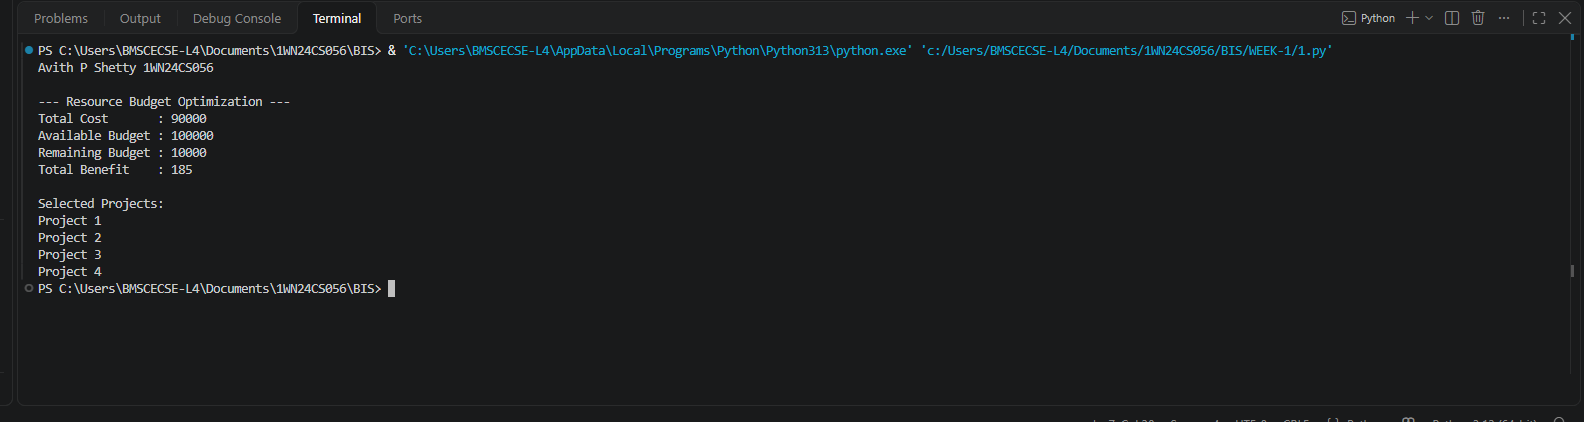 Problems Output Debug Console Terminal Ports Python
PS C:\Users\BMSCECSE-L4\Documents\1WN24CS056\BIS> & 'C:\Users\BMSCECSE-L4\AppData\Local\Programs\Python\Python313\python.exe' 'c:/Users/BMSCECSE-L4/Documents/1WN24CS056/BIS/WEEK-1/1.py'
Avith P Shetty 1WN24CS056
--- Resource Budget Optimization ---
Total Cost       : 90000
Available Budget : 100000
Remaining Budget : 10000
Total Benefit    : 185
Selected Projects:
Project 1
Project 2
Project 3
Project 4
PS C:\Users\BMSCECSE-L4\Documents\1WN24CS056\BIS>